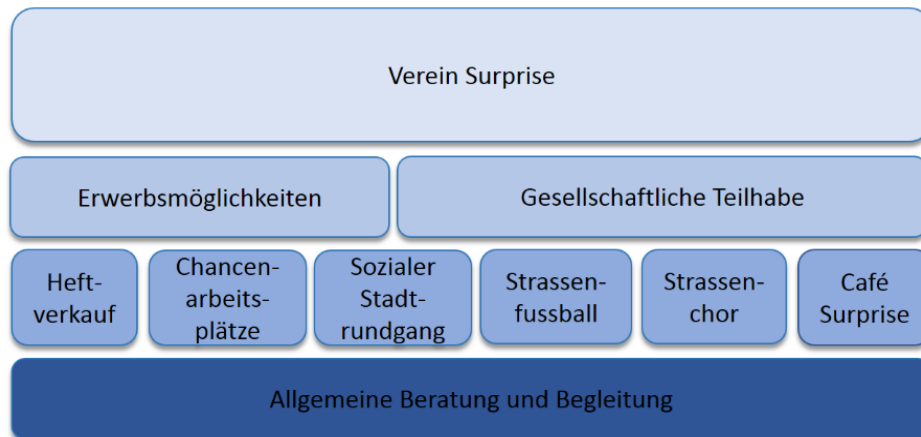 Verein Surprise
Erwerbsmöglichkeiten
Gesellschaftliche Teilhabe
Heft-
verkauf
Chancen-
arbeits-
plätze
Sozialer
Stadt-
rundgang
Strassen-
fussball
Strassen-
chor
Café
Surprise
Allgemeine Beratung und Begleitung